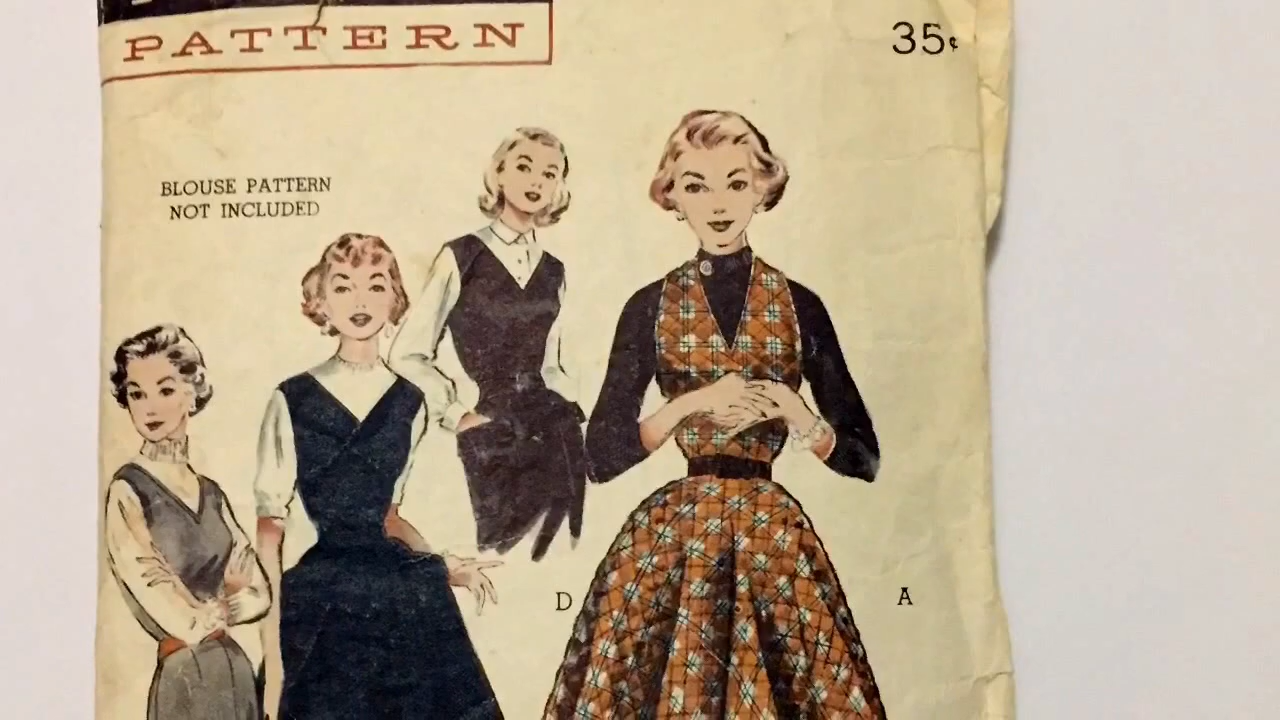 PATTERN
35¢
BLOUSE PATTERN
NOT INCLUDED
D
A